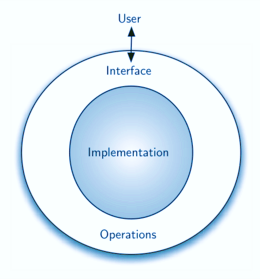 User
Interface
Implementation
Operations